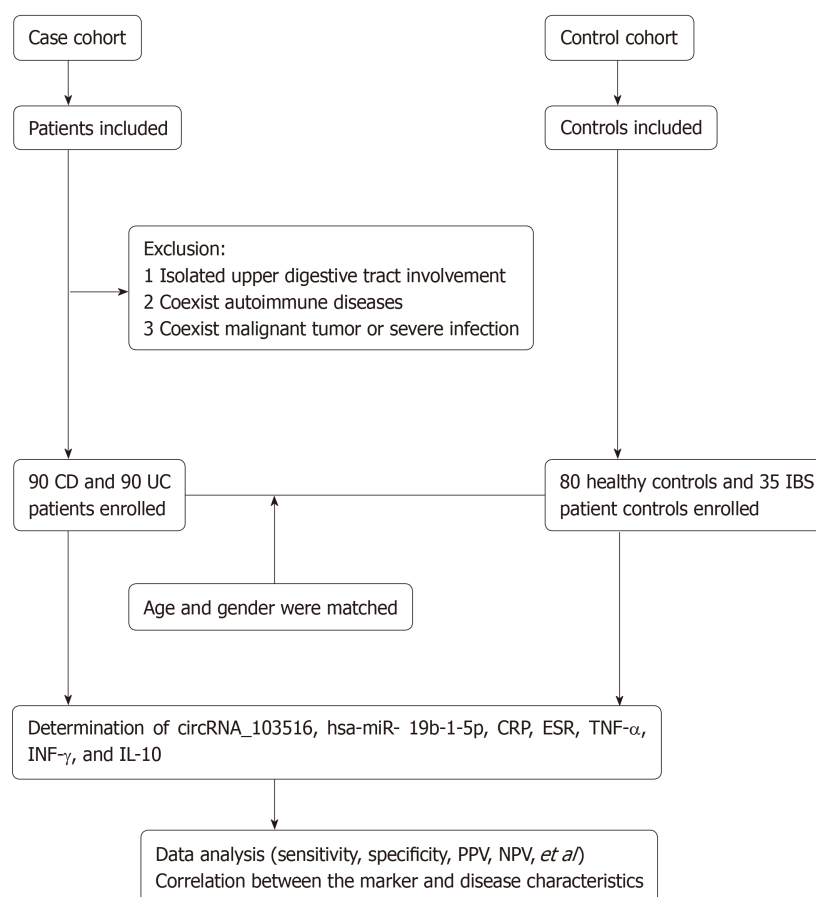 Case cohort
Control cohort
Patients included
Controls included
Exclusion:
1 Isolated upper digestive tract involvement
2 Coexist autoimmune diseases
3 Coexist malignant tumor or severe infection
90 CD and 90 UC
patients enrolled
80 healthy controls and 35 IBS
patient controls enrolled
Age and gender were matched
Determination of circRNA_103516, hsa-miR- 19b-1-5p, CRP, ESR, TNF-α,
INF-γ, and IL-10
Data analysis (sensitivity, specificity, PPV, NPV, et al)
Correlation between the marker and disease characteristics